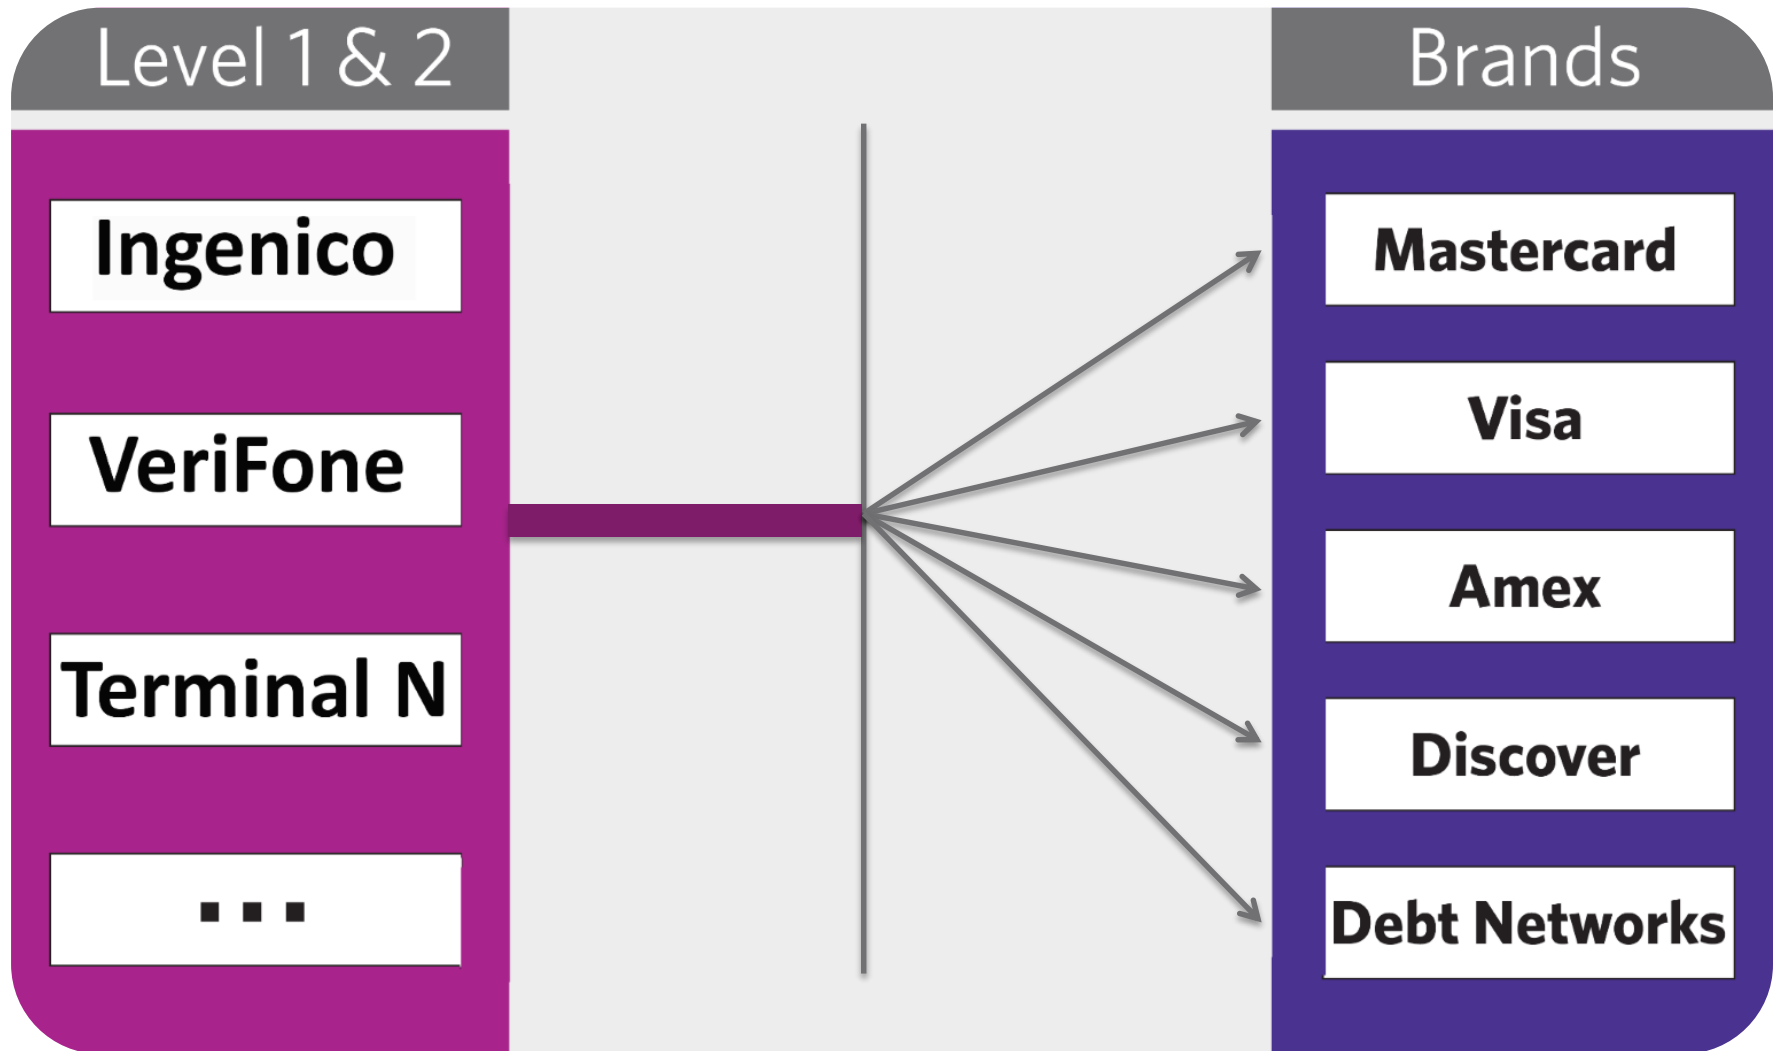 Level 1 & 2
Ingenico
VeriFone
Terminal N
...
Brands
Mastercard
Visa
Amex
Discover
Debt Networks